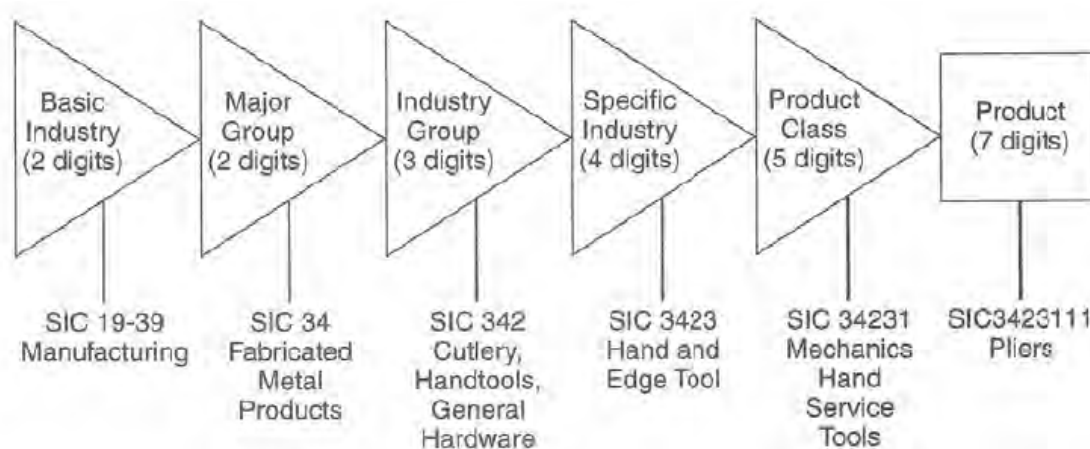 Basic
Industry
(2 digits)
Major
Group
(2 digits)
Industry
Group
(3 digits)
Specific
Industry
(4 digits)
Product
Class
(5 digits)
Product
(7 digits)
SIC 19-39
Manufacturing
SIC 34
Fabricated
Metal
Products
SIC 342
Cutlery,
Handtools,
General
Hardware
SIC 3423
Hand and
Edge Tool
SIC 34231
Mechanics
Hand
Service
Tools
SIC3423111
Pliers